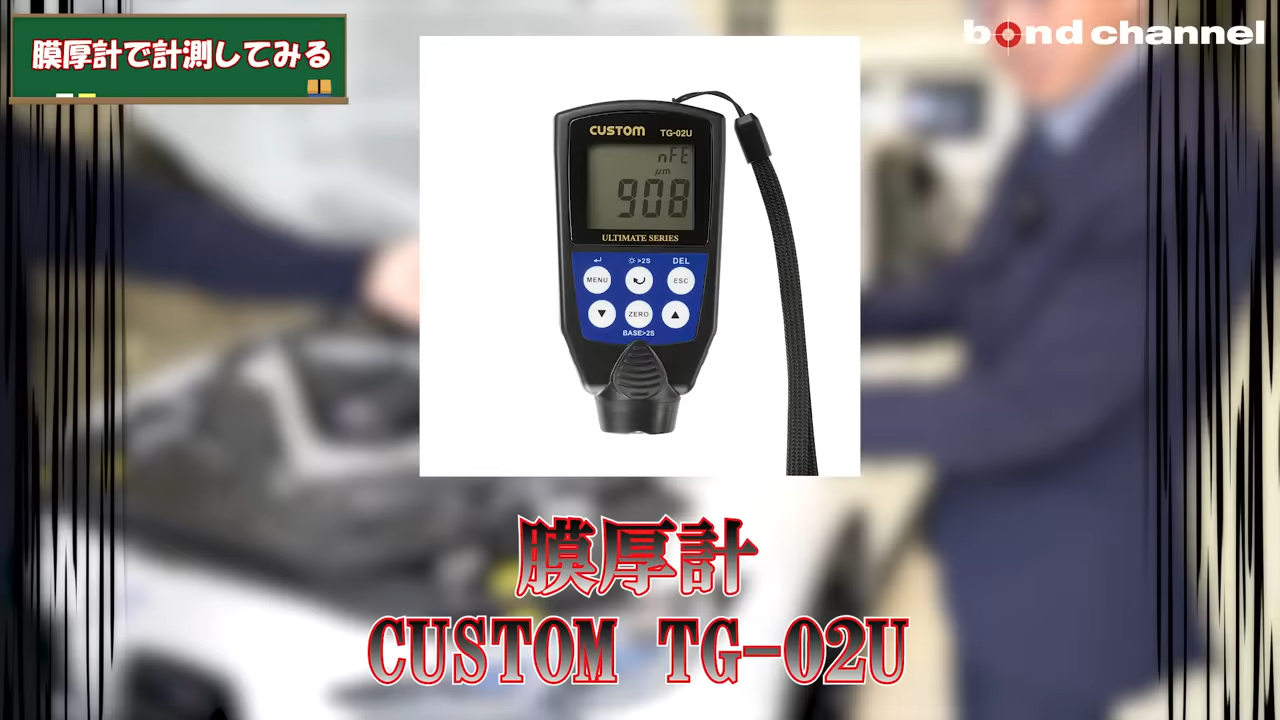 膜厚計で計測してみる
bond channel
CUSTOM TG-02U
nFE
μm
908
ULTIMATE SERIES
>2S DEL
MENU ESC
ZERO
BASE>2S
膜厚計
CUSTOM TG-02U